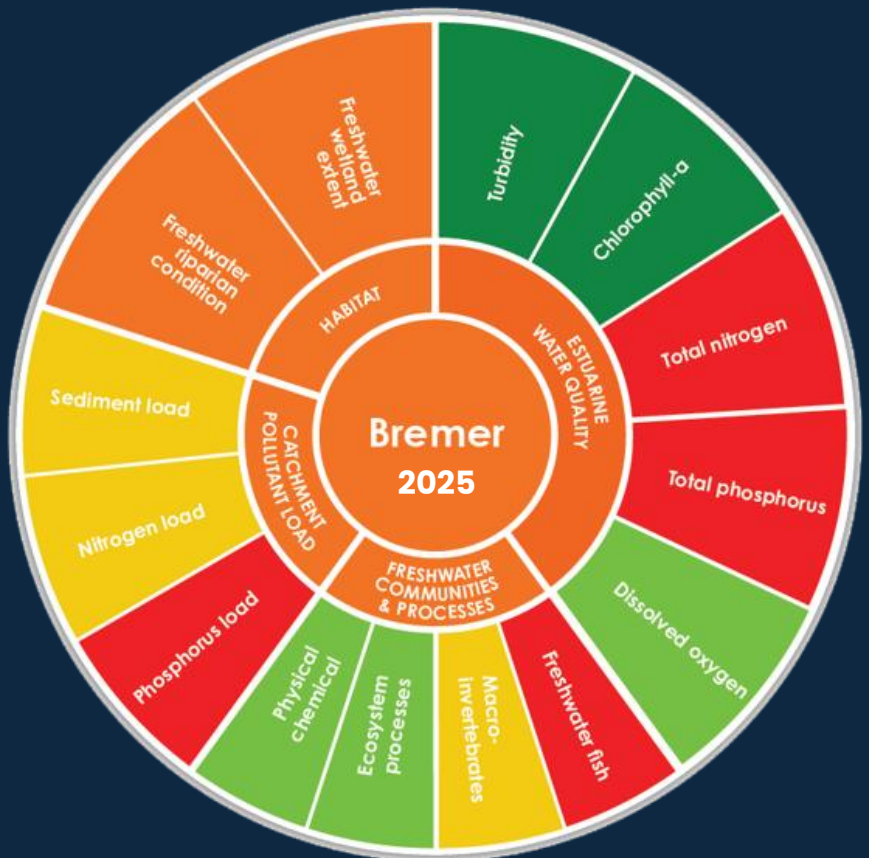 Bremer
2025
HABITAT
ESTUARINE
WATER QUALITY
FRESHWATER
COMMUNITIES
& PROCESSES
CATCHMENT
POLLUTANT LOAD
Turbidity
Chlorophyll-a
Total nitrogen
Total phosphorus
Dissolved oxygen
Freshwater fish
Macro-
invertebrates
Ecosystem
processes
Physical
chemical
Phosphorus load
Nitrogen load
Sediment load
Freshwater
riparian
condition
Freshwater
wetland
extent